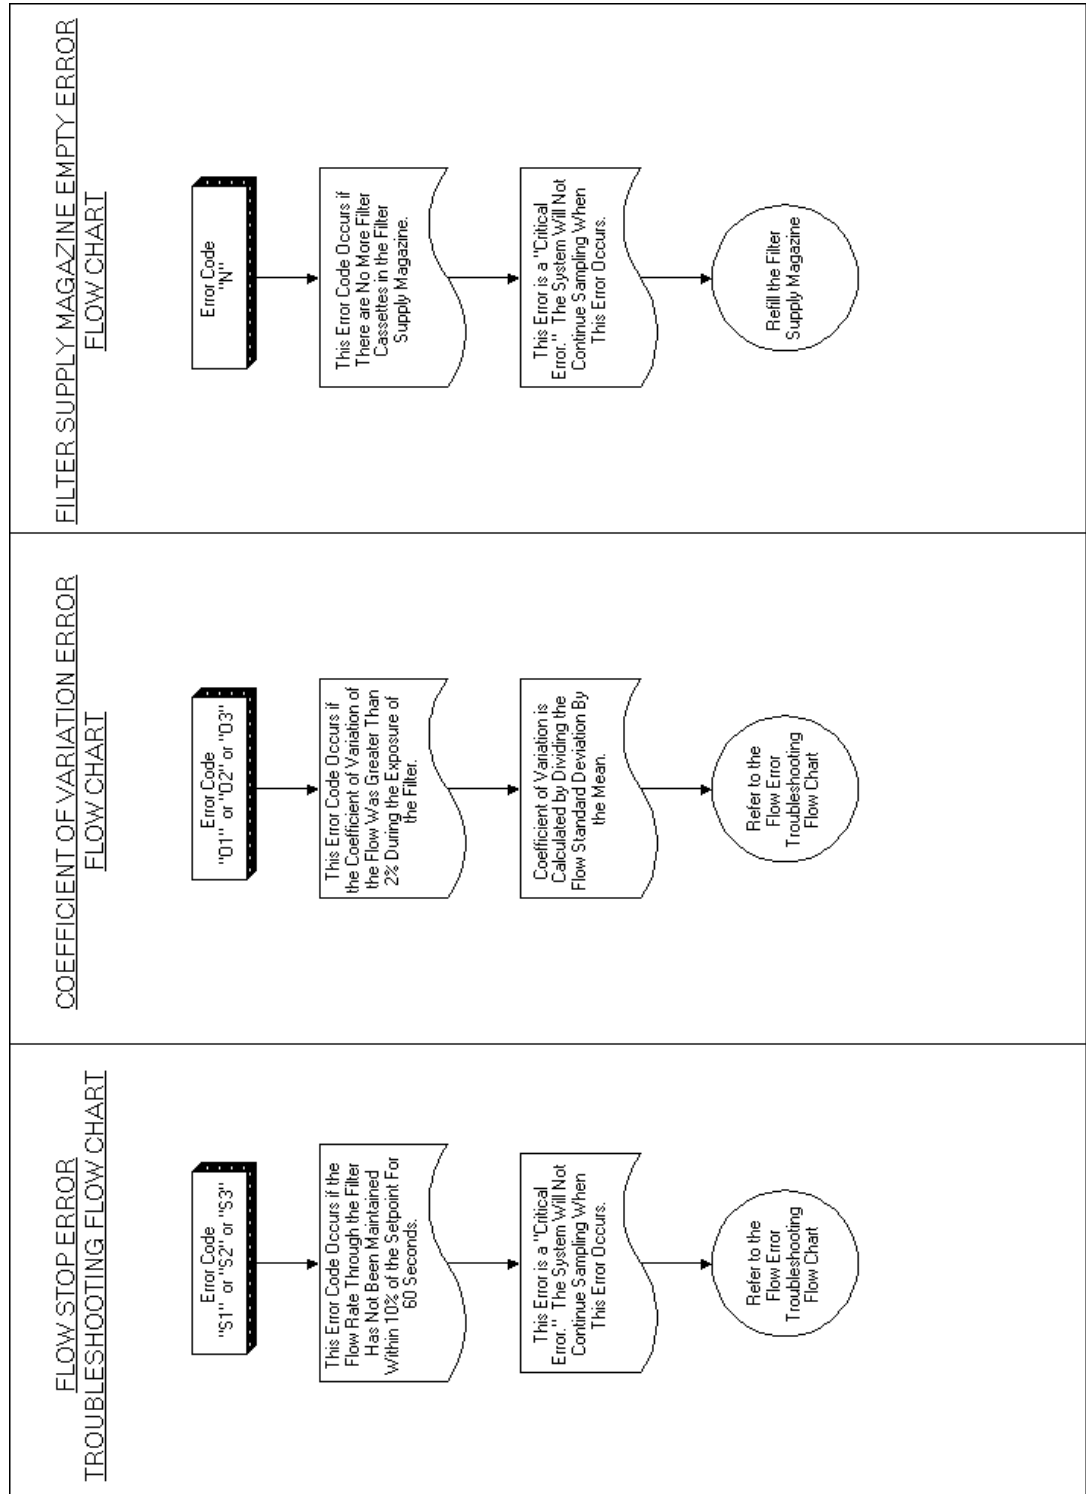 FLOW STOP ERROR
TROUBLESHOOTING FLOW CHART
Error Code
"S1" or "S2" or "S3"
This Error Code Occurs if the
Flow Rate Through the Filter
Has Not Been Maintained
Within 10% of the Setpoint For
60 Seconds.
This Error is a "Critical
Error." The System Will Not
Continue Sampling When
This Error Occurs.
Refer to the
Flow Error
Troubleshooting
Flow Chart
COEFFICIENT OF VARIATION ERROR
FLOW CHART
Error Code
"O1" or "O2" or "O3"
This Error Code Occurs if
the Coefficient of Variation of
the Flow Was Greater Than
2% During the Exposure of
the Filter.
Coefficient of Variation is
Calculated by Dividing the
Flow Standard Deviation By
the Mean.
Refer to the
Flow Error
Troubleshooting
Flow Chart
FILTER SUPPLY MAGAZINE EMPTY ERROR
FLOW CHART
Error Code
"N"
This Error Code Occurs if
There are No More Filter
Cassettes in the Filter
Supply Magazine.
This Error is a "Critical
Error." The System Will Not
Continue Sampling When
This Error Occurs.
Refill the Filter
Supply Magazine